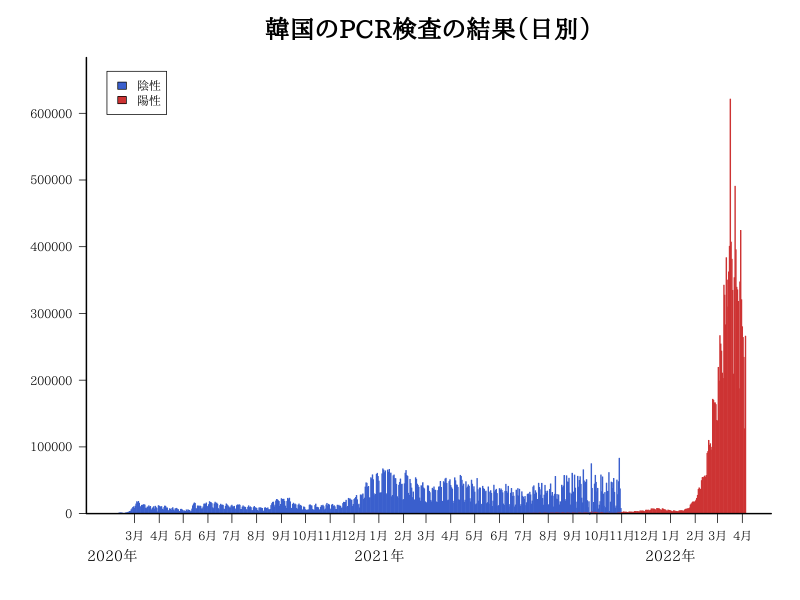 韓国のPCR検査の結果(日別)
陰性
陽性
600000
500000
400000
300000
200000
100000
0
3月 4月 5月 6月 7月 8月 9月 10月 11月 12月 1月 2月 3月 4月 5月 6月 7月 8月 9月 10月 11月 12月 1月 2月 3月 4月
2020年 2021年 2022年